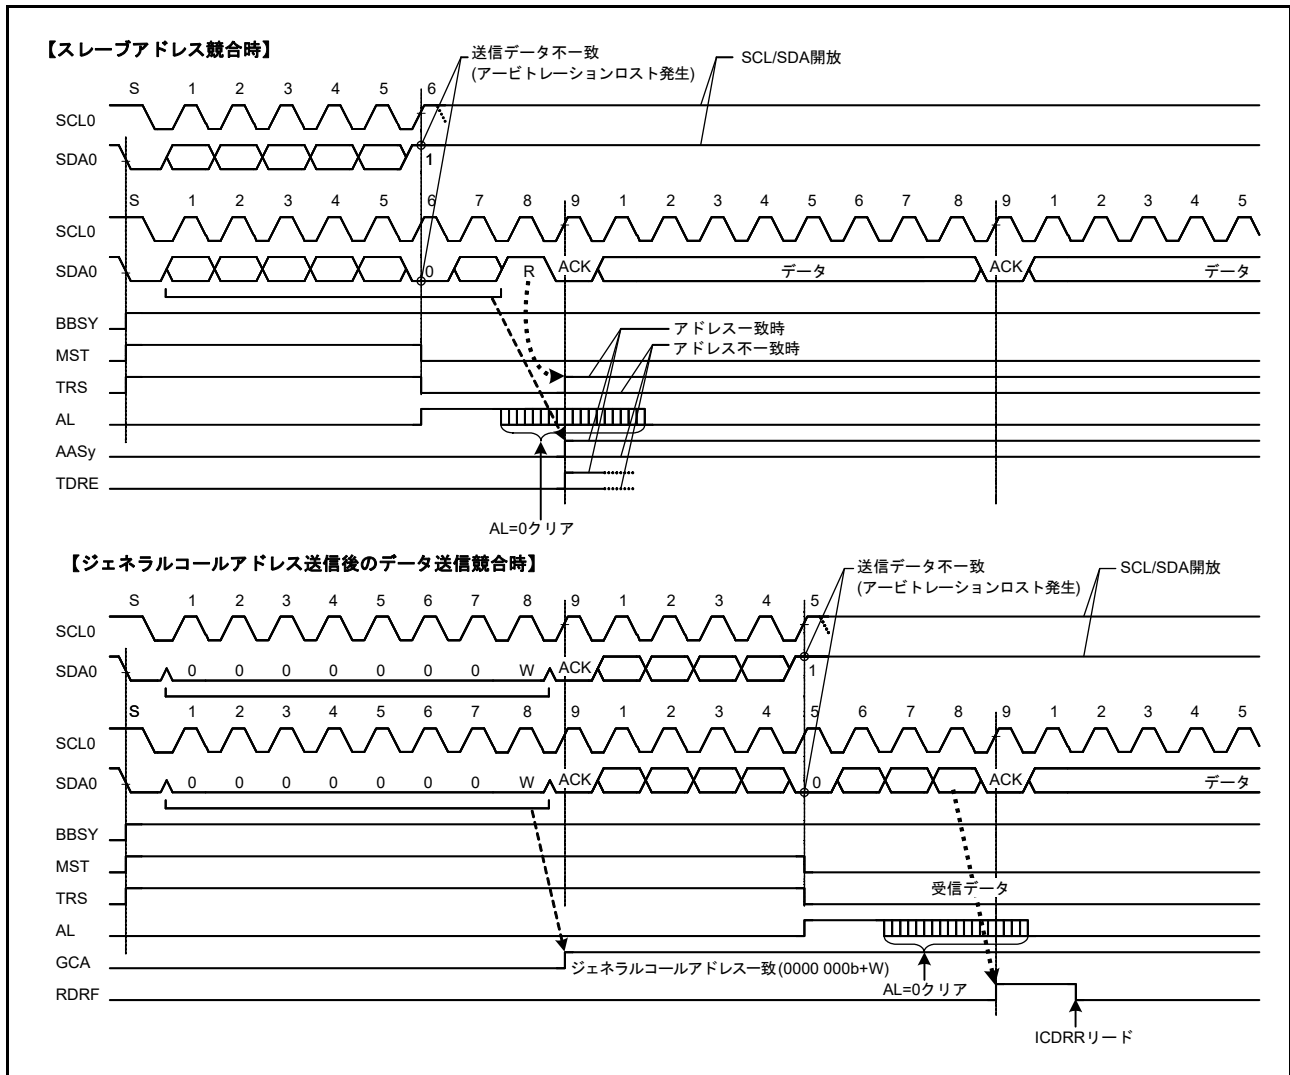 【スレーブアドレス競合時】
送信データ不一致
(アービトレーションロスト発生)
SCL/SDA開放
S 1 2 3 4 5 6
SCL0
SDA0 1
S 1 2 3 4 5 6 7 8 9 1 2 3 4 5 6 7 8 9 1 2 3 4 5
SCL0
SDA0 0 R ACK データ ACK データ
BBSY
アドレス一致時
MST
アドレス不一致時
TRS
AL
AASy
TDRE
AL=0クリア
【ジェネラルコールアドレス送信後のデータ送信競合時】
送信データ不一致
(アービトレーションロスト発生)
SCL/SDA開放
S 1 2 3 4 5 6 7 8 9 1 2 3 4 5
SCL0
SDA0 0 0 0 0 0 0 0 W ACK 1
S 1 2 3 4 5 6 7 8 9 1 2 3 4 5 6 7 8 9 1 2 3 4 5
SCL0
SDA0 0 0 0 0 0 0 0 W ACK 0 ACK データ
BBSY
MST
TRS 受信データ
AL
GCA ジェネラルコールアドレス一致(0000 000b+W)
AL=0クリア
RDRF
ICDRRリード